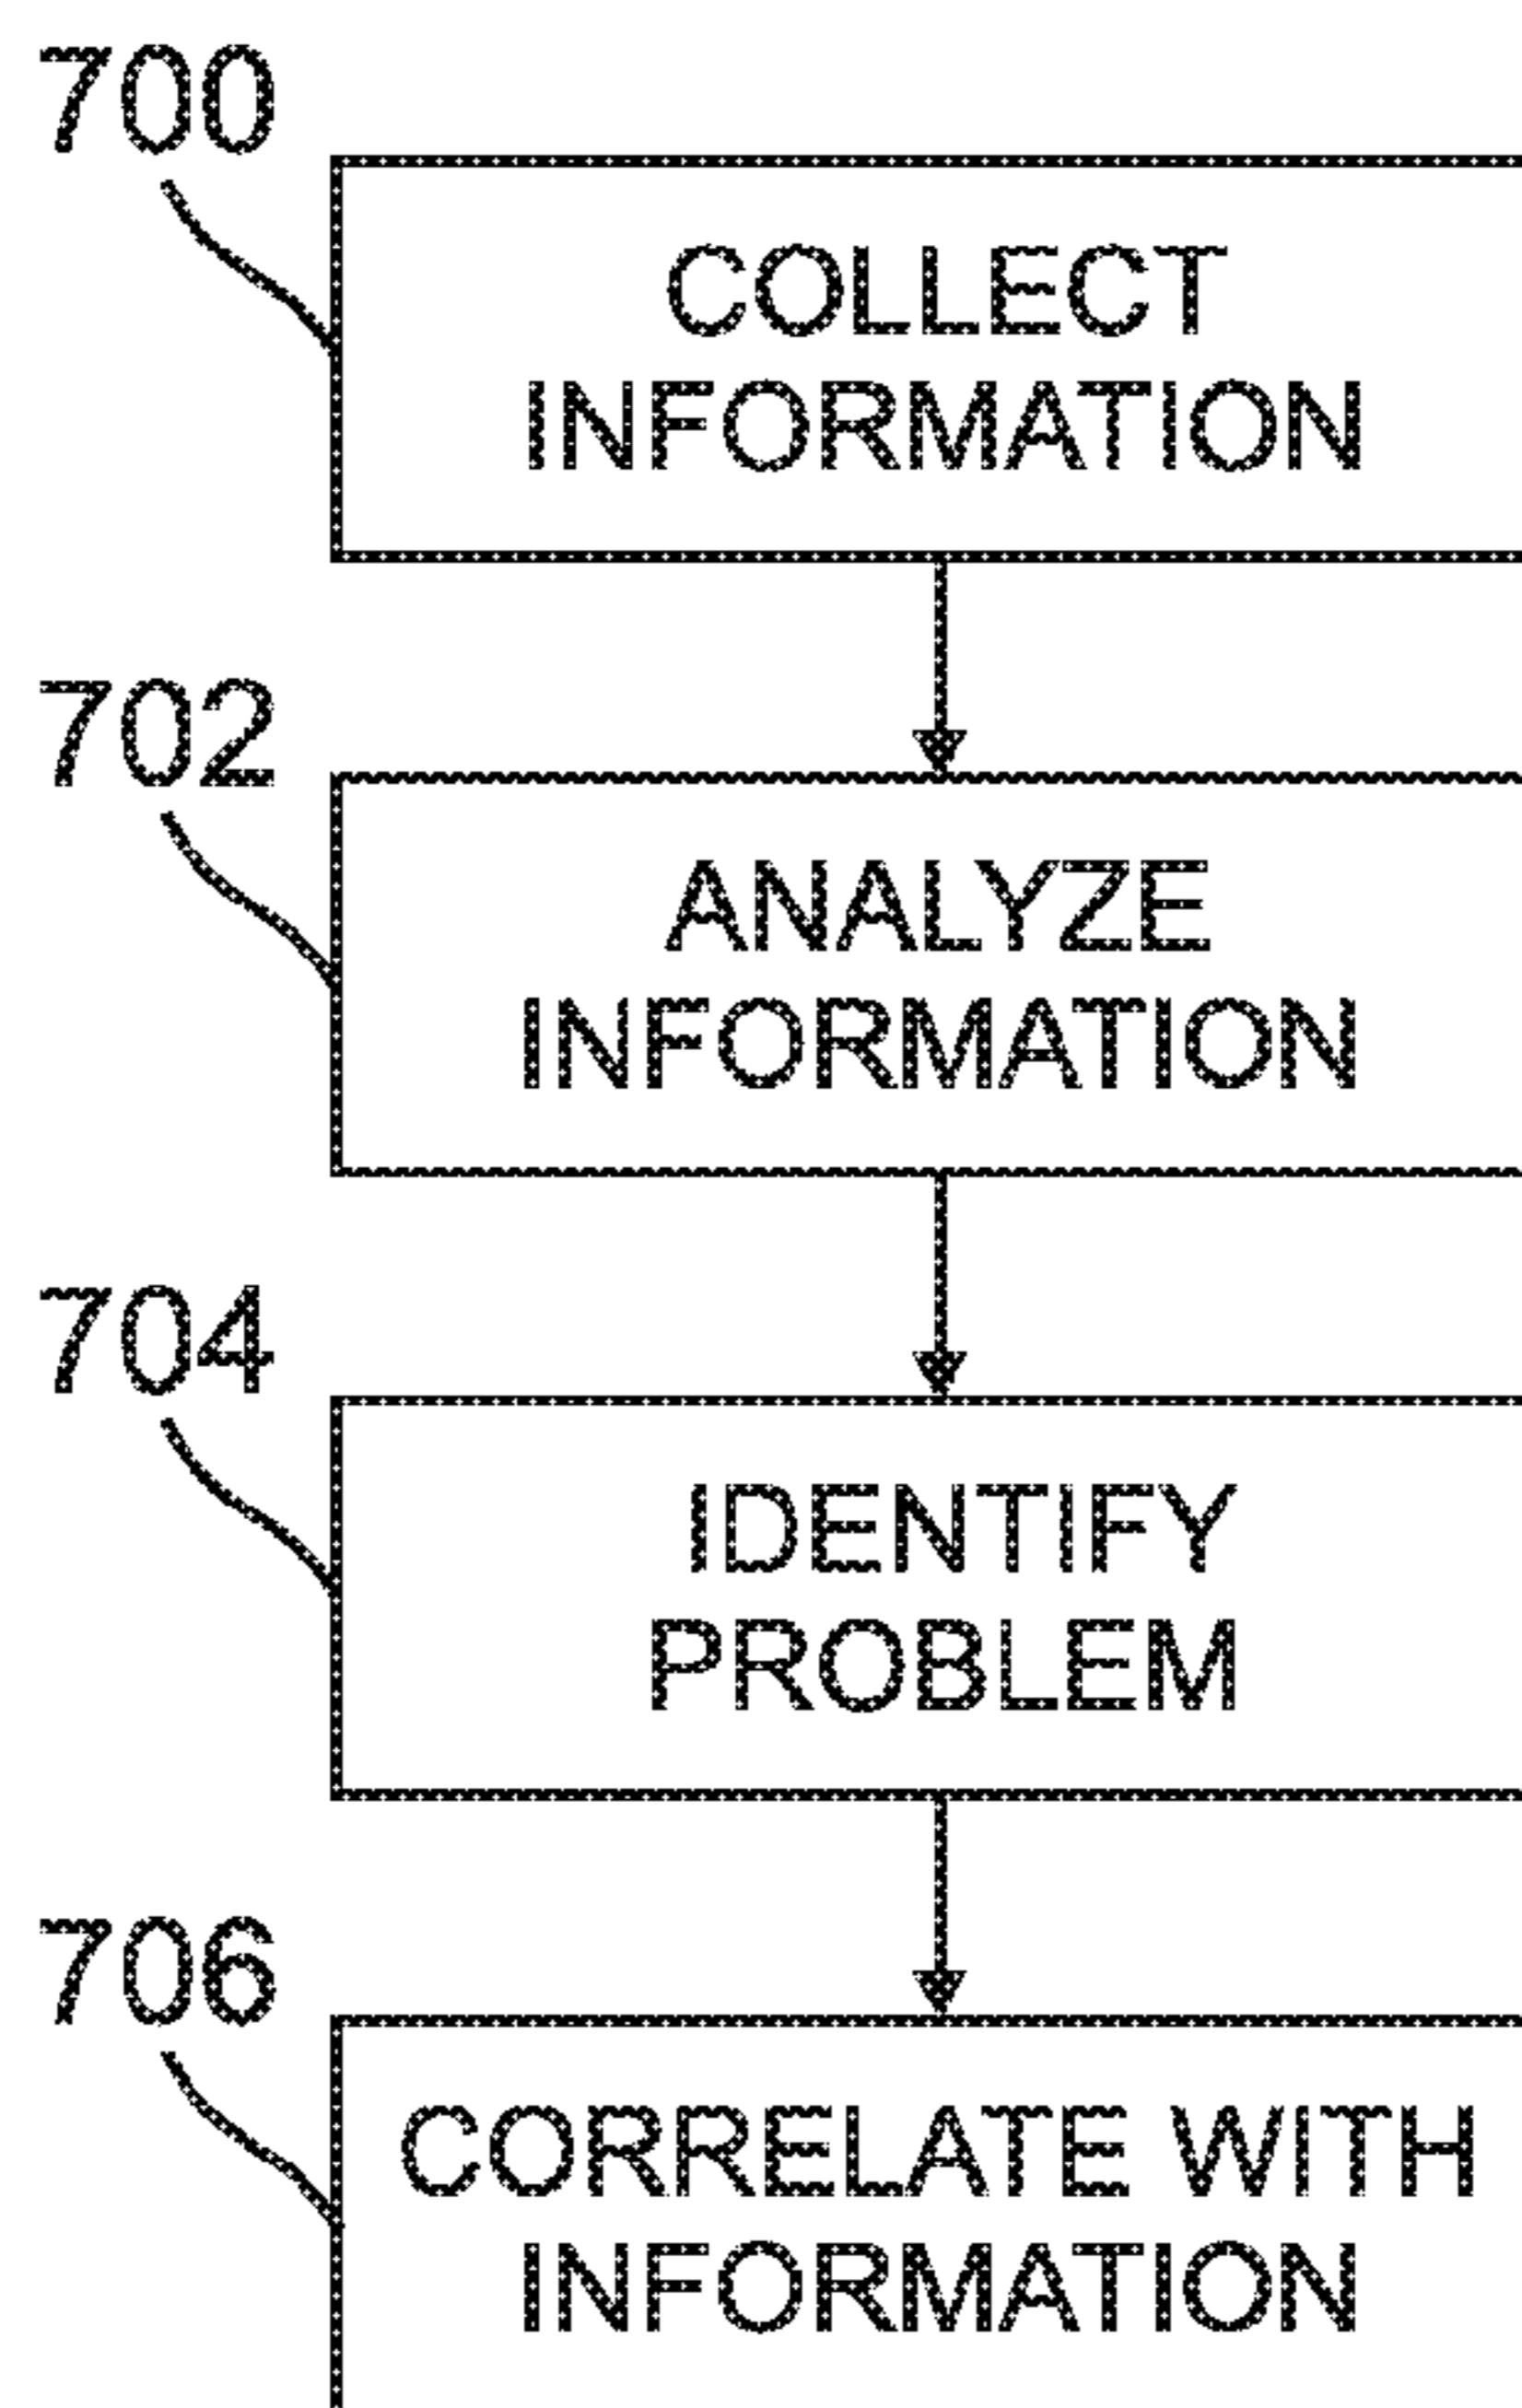 700
COLLECT
INFORMATION
702
ANALYZE
INFORMATION
704
IDENTIFY
PROBLEM
706
CORRELATE WITH
INFORMATION